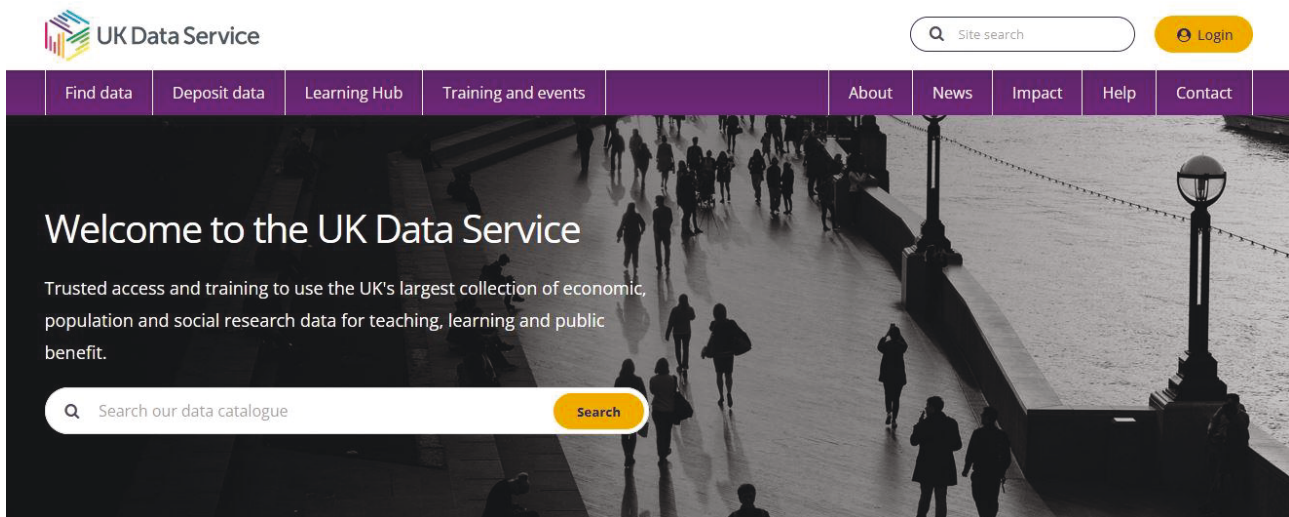 UK Data Service
Site search
Login
Find data
Deposit data
Learning Hub
Training and events
About
News
Impact
Help
Contact
Welcome to the UK Data Service
Trusted access and training to use the UK's largest collection of economic,
population and social research data for teaching, learning and public
benefit.
Search our data catalogue
Search